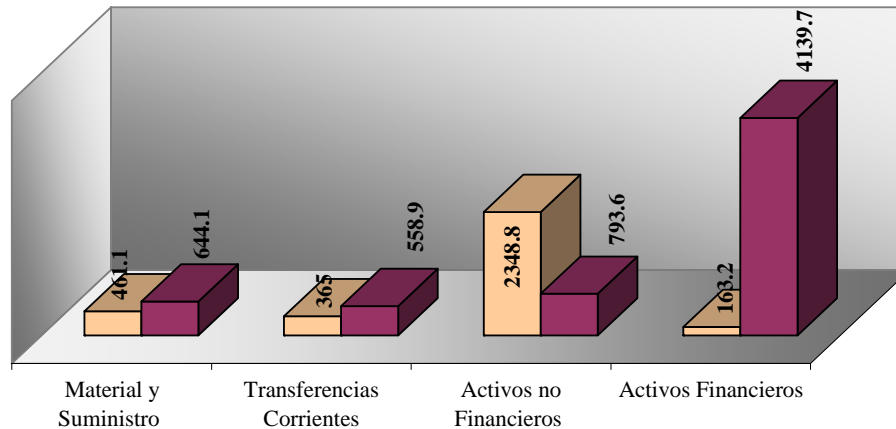 461.1
644.1
365
558.9
2348.8
793.6
163.2
4139.7
Material y
Suministro
Transferencias
Corrientes
Activos no
Financieros
Activos Financieros